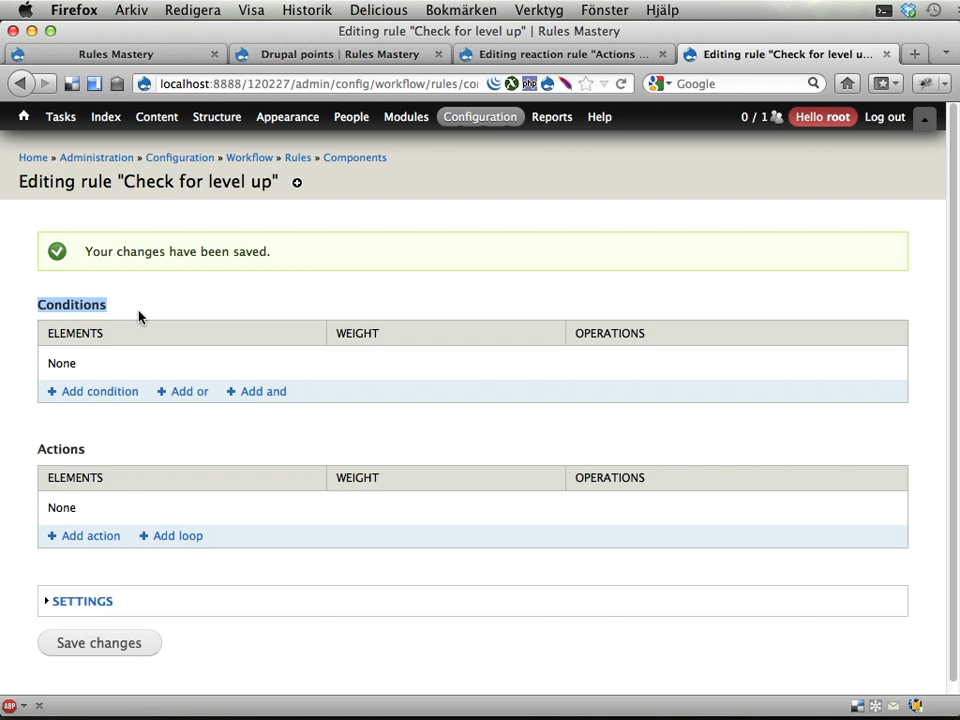 Firefox Arkiv Redigera Visa Historik Delicious Bokmärken Verktyg Fönster Hjälp
Editing rule "Check for level up" | Rules Mastery
Rules Mastery
Drupal points | Rules Mastery
Editing reaction rule "Actions ...
Editing rule "Check for level u...
localhost:8888/120227/admin/config/workflow/rules/co
php
Google
Tasks Index Content Structure Appearance People Modules Configuration Reports Help 0 / 1 Hello root Log out
Home » Administration » Configuration » Workflow » Rules » Components
Editing rule "Check for level up"
Your changes have been saved.
Conditions
ELEMENTS WEIGHT OPERATIONS
None
Add condition Add or Add and
Actions
ELEMENTS WEIGHT OPERATIONS
None
Add action Add loop
SETTINGS
Save changes
ABP